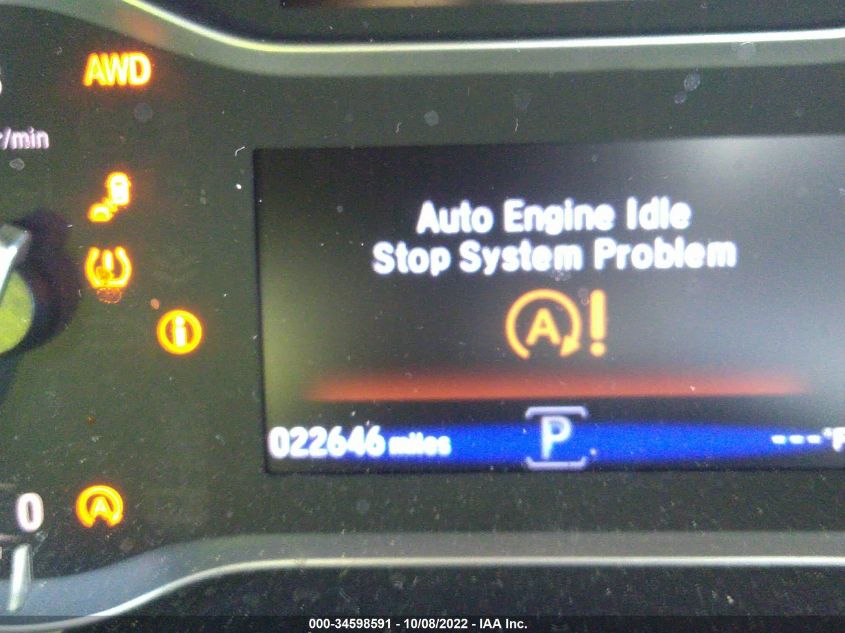 AWD
r/min
Auto Engine Idle
Stop System Problem
A!
022646 miles
P
---°F
0
A
000-34598591 - 10/08/2022 - IAA Inc.